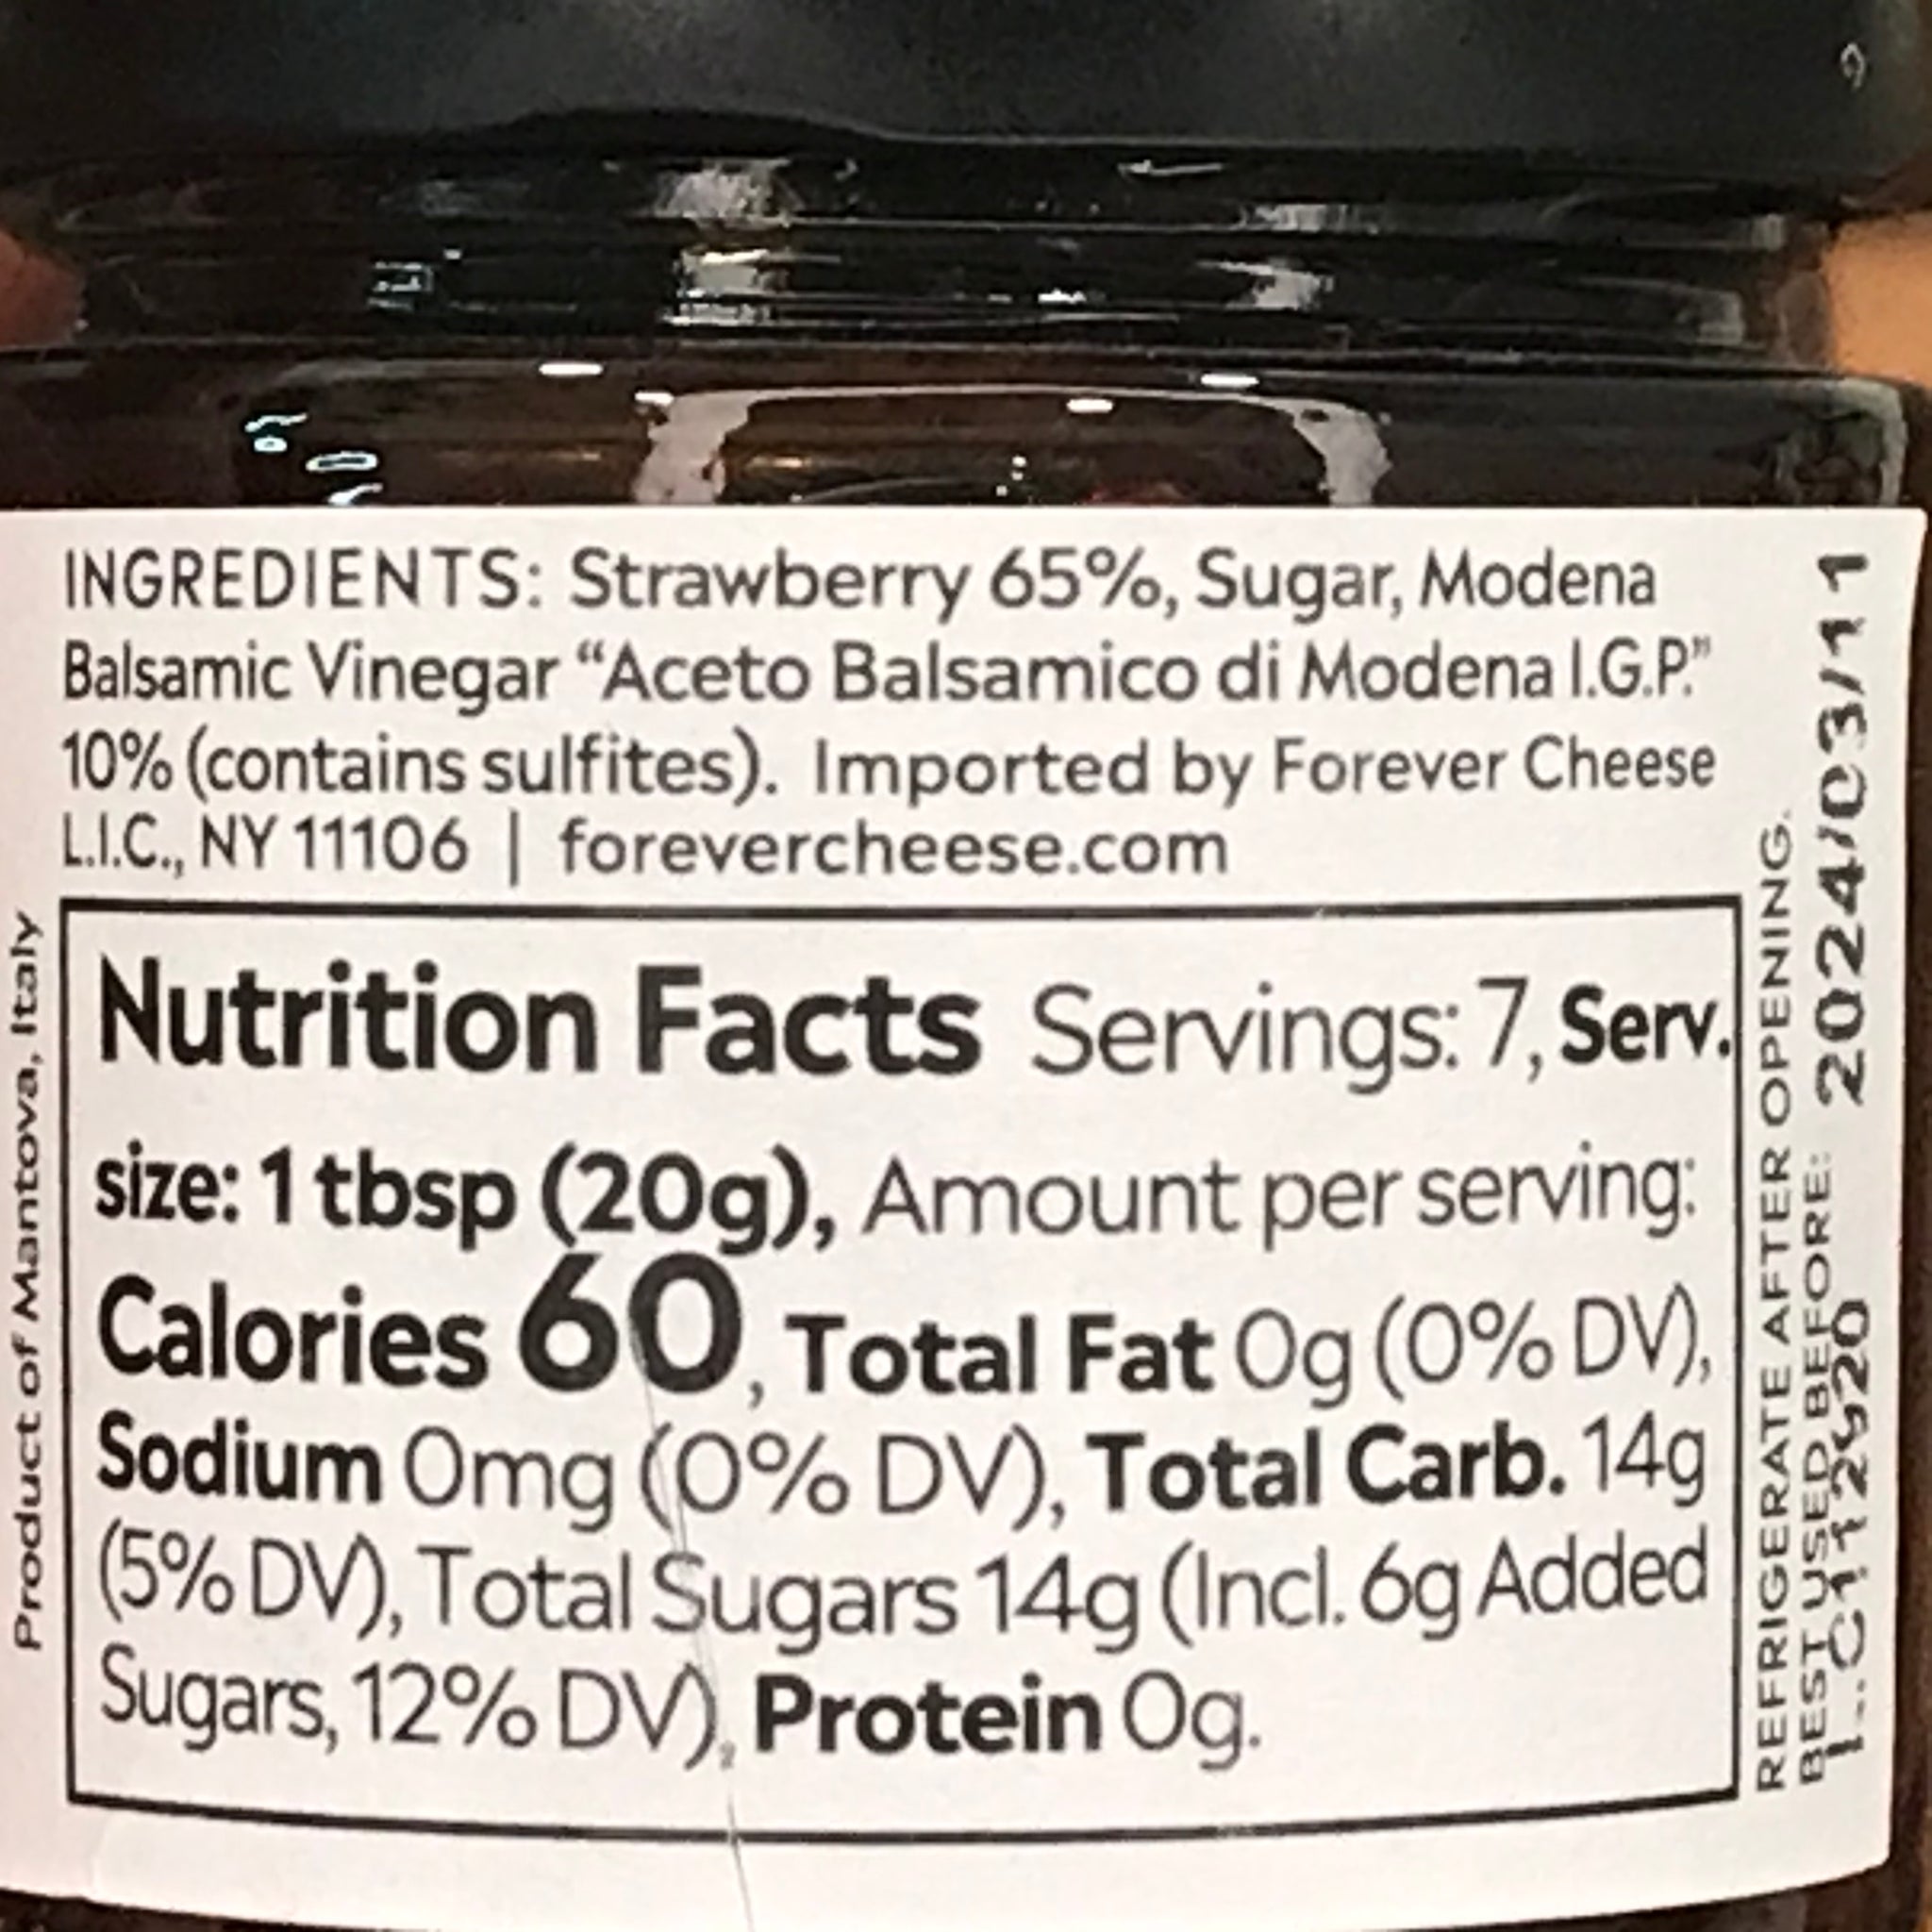 INGREDIENTS: Strawberry 65%, Sugar, Modena
Balsamic Vinegar “Aceto Balsamico di Modena I.G.P.”
10% (contains sulfites). Imported by Forever Cheese
L.I.C., NY 11106 | forevercheese.com
Product of Mantova, Italy
Nutrition Facts Servings: 7, Serv.
size: 1 tbsp (20g), Amount per serving:
Calories 60, Total Fat 0g (0% DV),
Sodium 0mg (0% DV), Total Carb. 14g
(5% DV), Total Sugars 14g (Incl. 6g Added
Sugars, 12% DV), Protein 0g.
REFRIGERATE AFTER OPENING.
BEST USED BEFORE: 2024/03/11